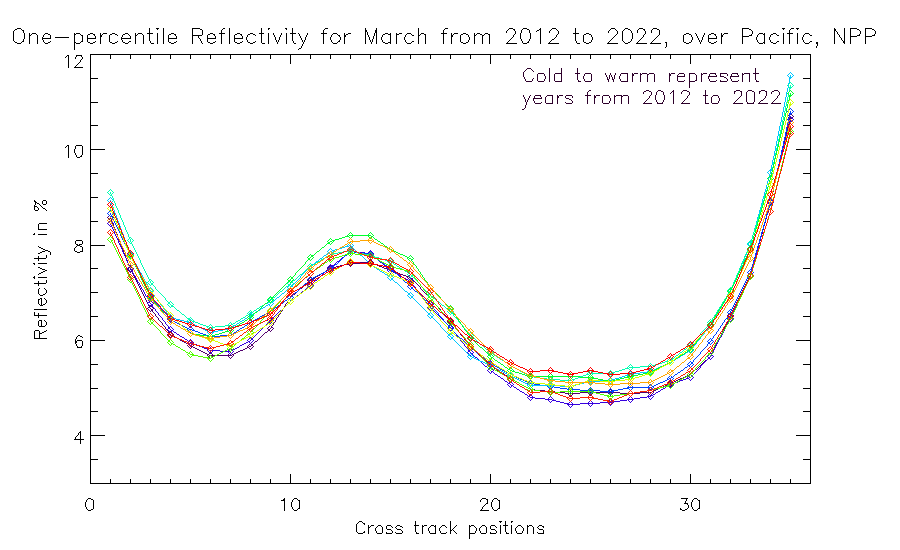 One-percentile Reflectivity for March from 2012 to 2022, over Pacific, NPP
Cold to warm represent
years from 2012 to 2022
12
10
8
6
4
Reflectivity in %
0 10 20 30
Cross track positions